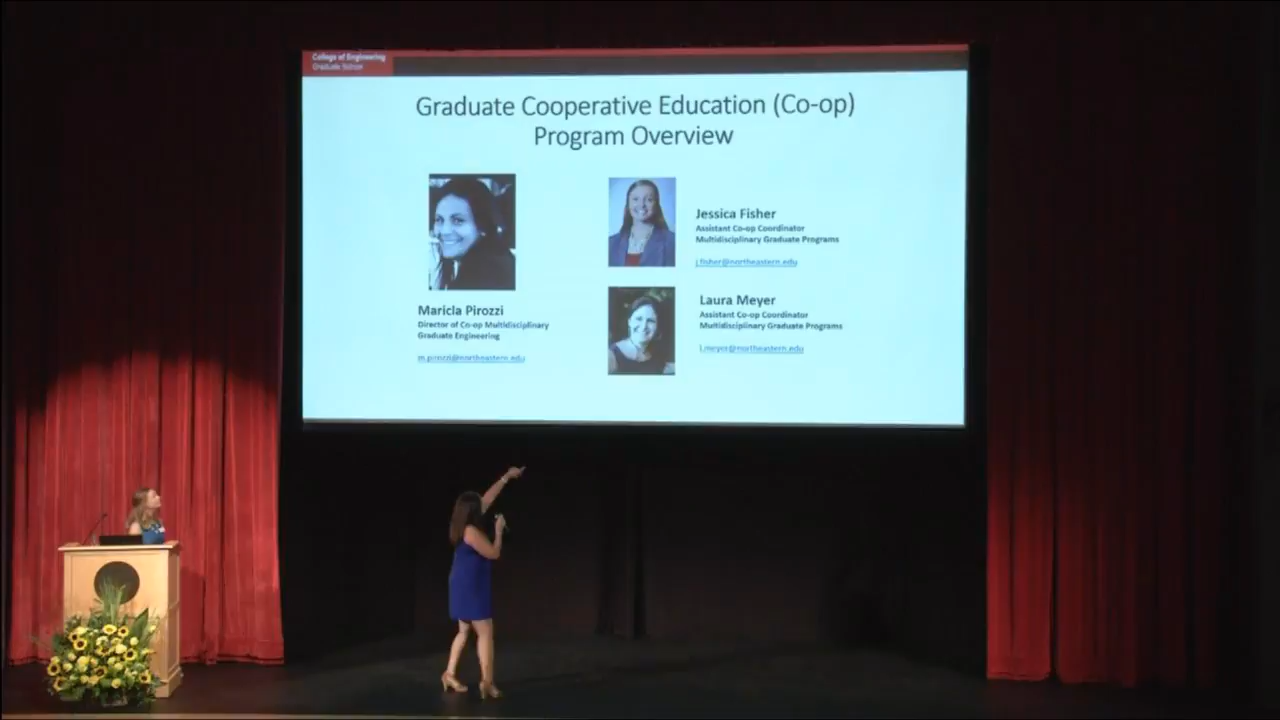 College of Engineering
Graduate School
Graduate Cooperative Education (Co-op)
Program Overview
Maricla Pirozzi
Director of Co-op Multidisciplinary
Graduate Engineering
m.pirozzi@northeastern.edu
Jessica Fisher
Assistant Co-op Coordinator
Multidisciplinary Graduate Programs
j.fisher@northeastern.edu
Laura Meyer
Assistant Co-op Coordinator
Multidisciplinary Graduate Programs
l.meyer@northeastern.edu